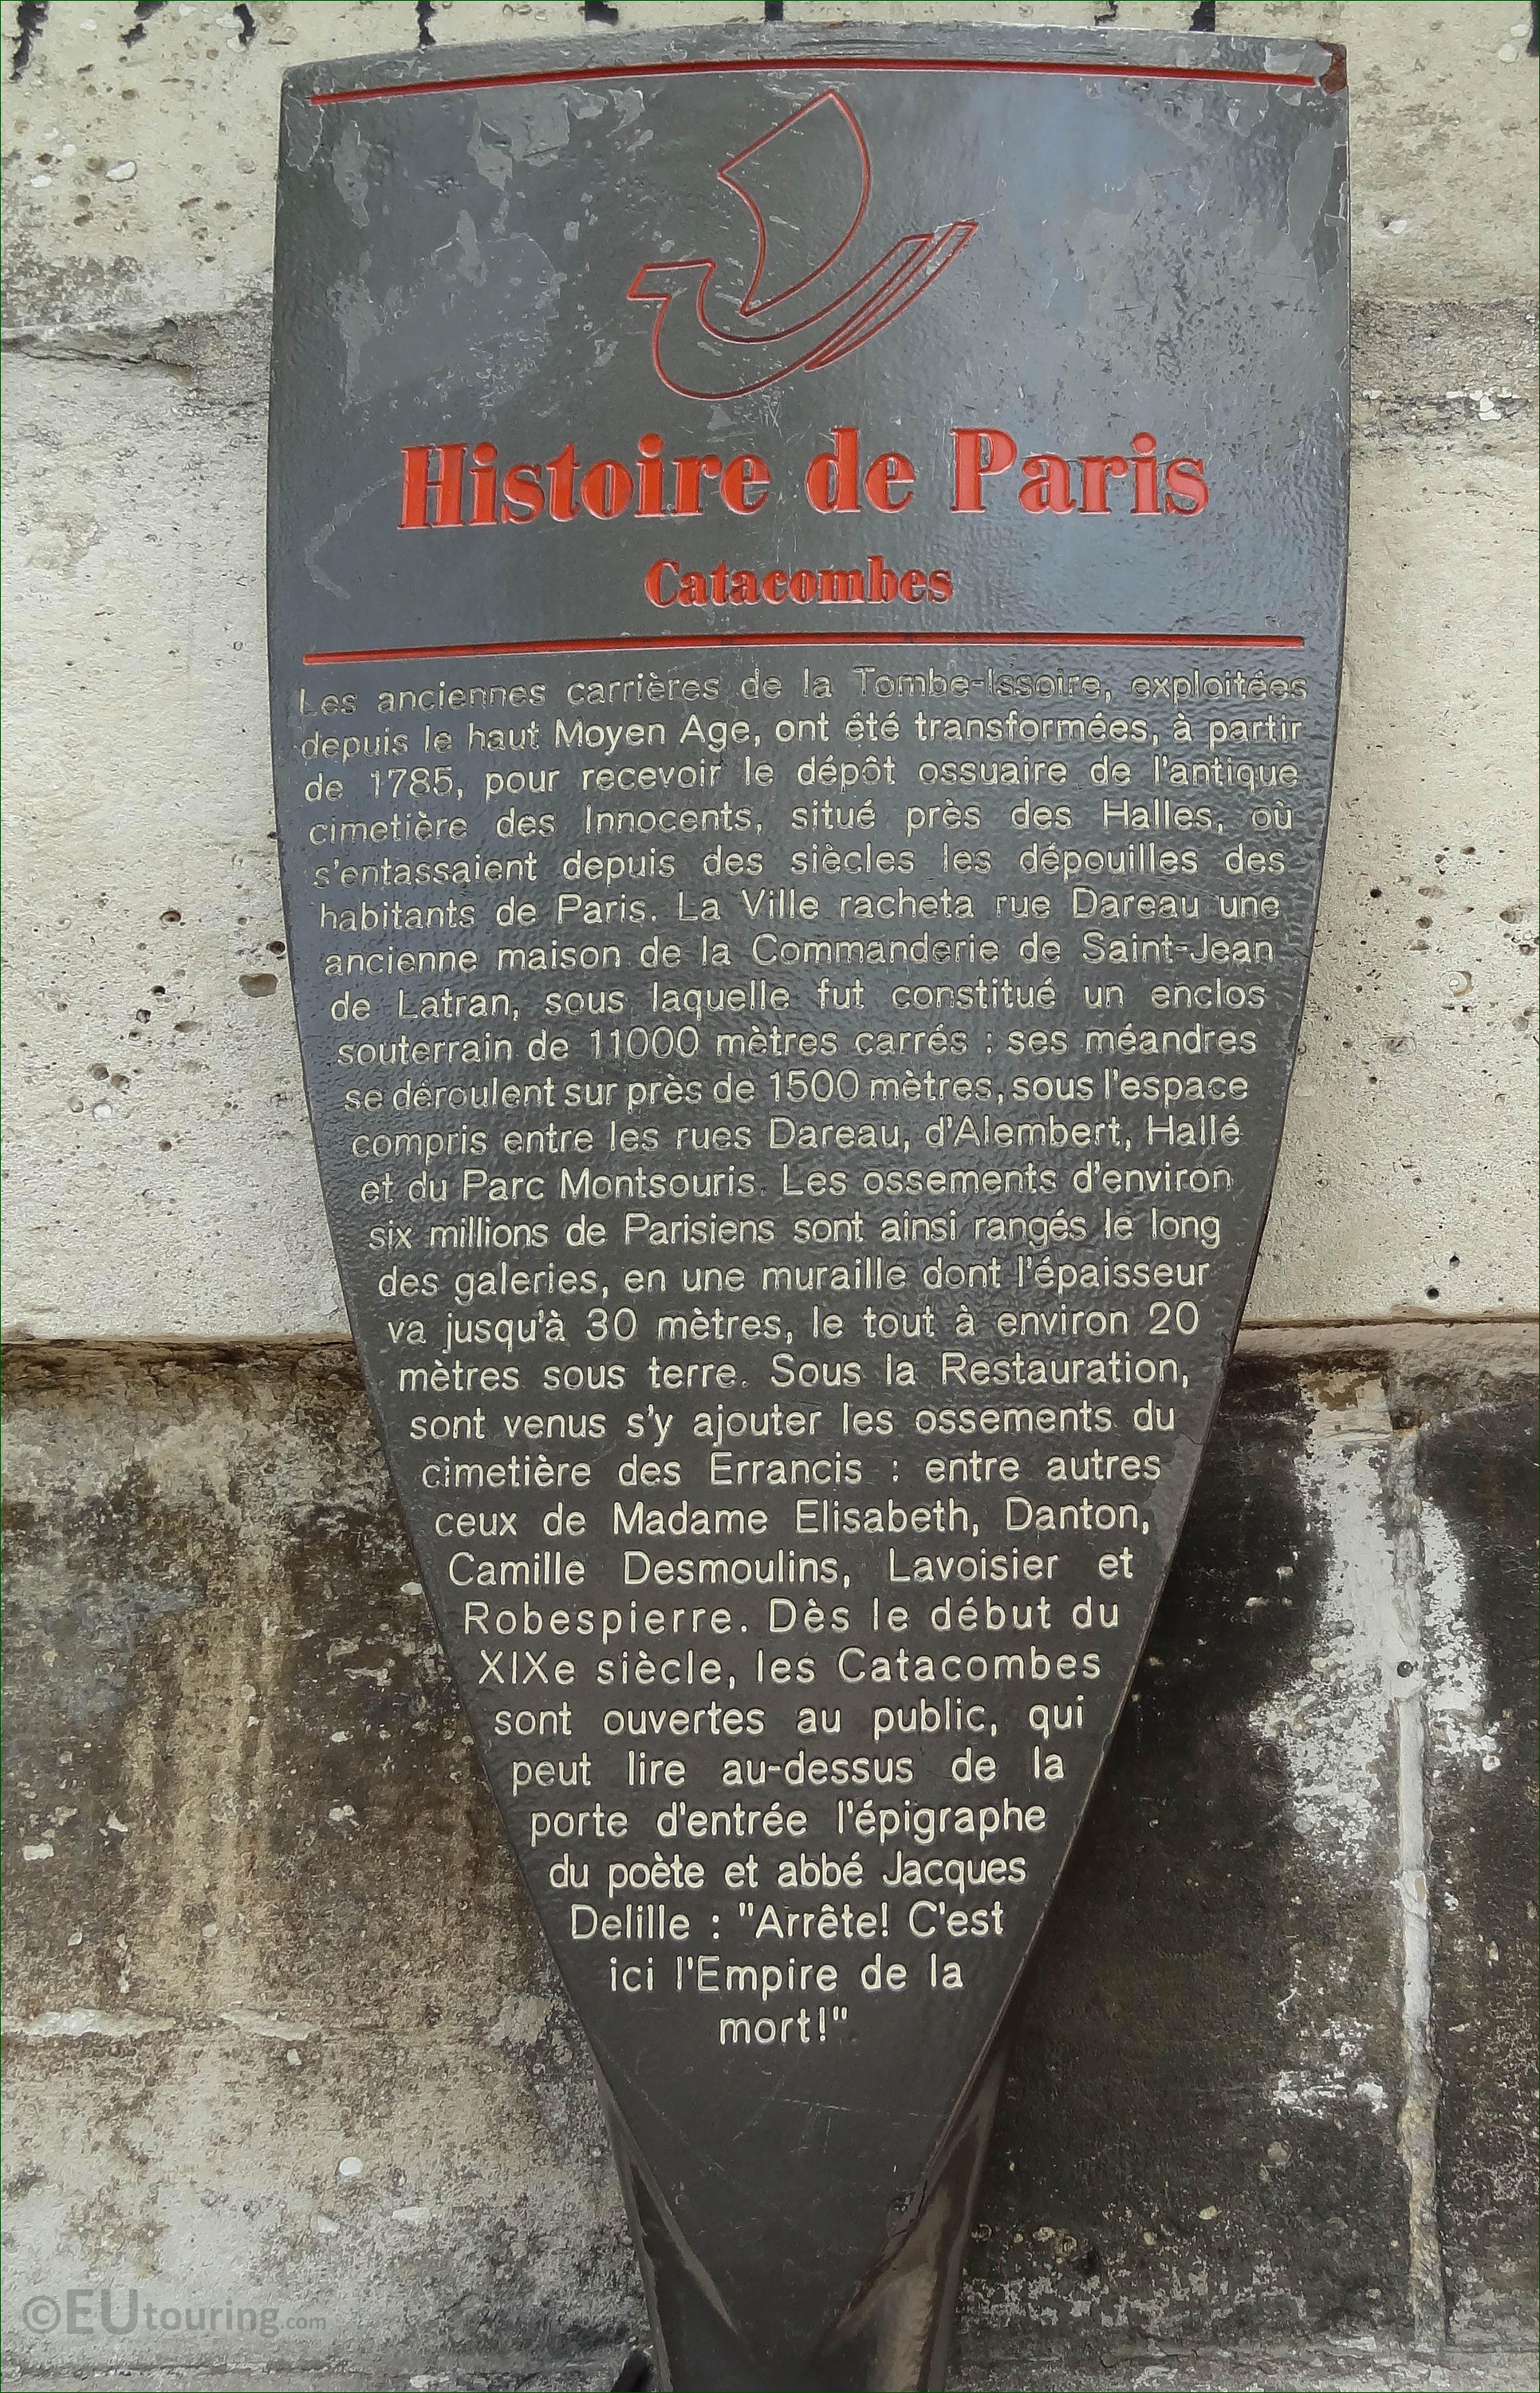 Histoire de Paris
Catacombes
Les anciennes carrières de la Tombe-Issoire, exploitées
depuis le haut Moyen Age, ont été transformées, à partir
de 1785, pour recevoir le dépôt ossuaire de l'antique
cimetière des Innocents, situé près des Halles, où
s'entassaient depuis des siècles les dépouilles des
habitants de Paris. La Ville racheta rue Dareau une
ancienne maison de la Commanderie de Saint-Jean
de Latran, sous laquelle fut constitué un enclos
souterrain de 11000 mètres carrés : ses méandres
se déroulent sur près de 1500 mètres, sous l'espace
compris entre les rues Dareau, d'Alembert, Hallé
et du Parc Montsouris. Les ossements d'environ
six millions de Parisiens sont ainsi rangés le long
des galeries, en une muraille dont l'épaisseur
va jusqu'à 30 mètres, le tout à environ 20
mètres sous terre. Sous la Restauration,
sont venus s'y ajouter les ossements du
cimetière des Errancis : entre autres
ceux de Madame Elisabeth, Danton,
Camille Desmoulins, Lavoisier et
Robespierre. Dès le début du
XIXe siècle, les Catacombes
sont ouvertes au public, qui
peut lire au-dessus de la
porte d'entrée l'épigraphe
du poète et abbé Jacques
Delille : "Arrête! C'est
ici l'Empire de la
mort!"
©EUtouring.com